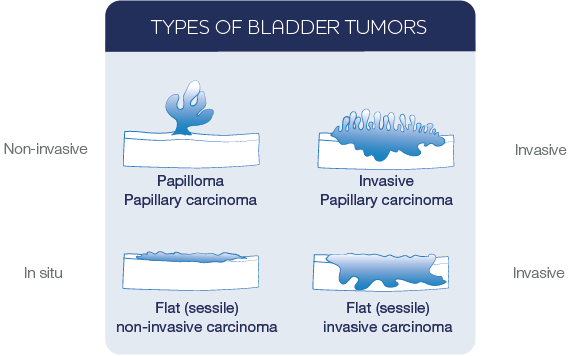 TYPES OF BLADDER TUMORS
Non-invasive
Papilloma
Papillary carcinoma
Invasive
Papillary carcinoma
Invasive
In situ
Flat (sessile)
non-invasive carcinoma
Flat (sessile)
invasive carcinoma
Invasive